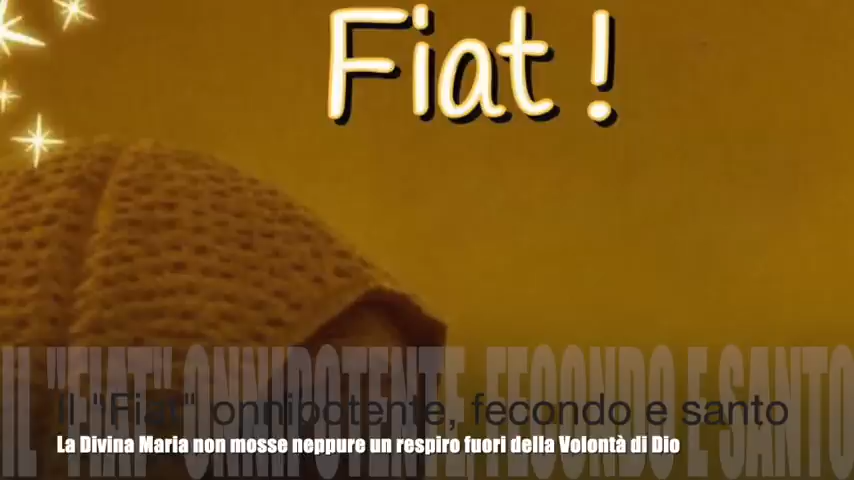 Fiat!
IL "FIAT" ONNIPOTENTE, FECONDO E SANTO
Il "Fiat" onnipotente, fecondo e santo
La Divina Maria non mosse neppure un respiro fuori della Volontà di Dio